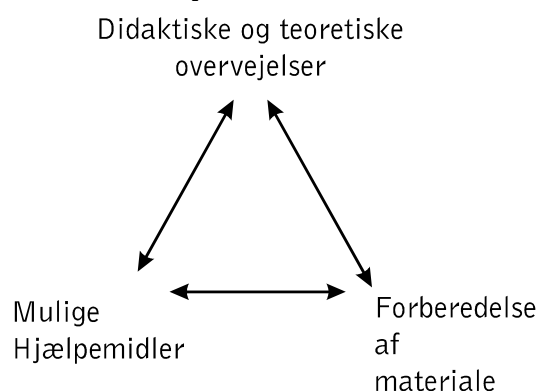 Didaktiske og teoretiske
overvejelser
Mulige
Hjælpemidler
Forberedelse
af
materiale